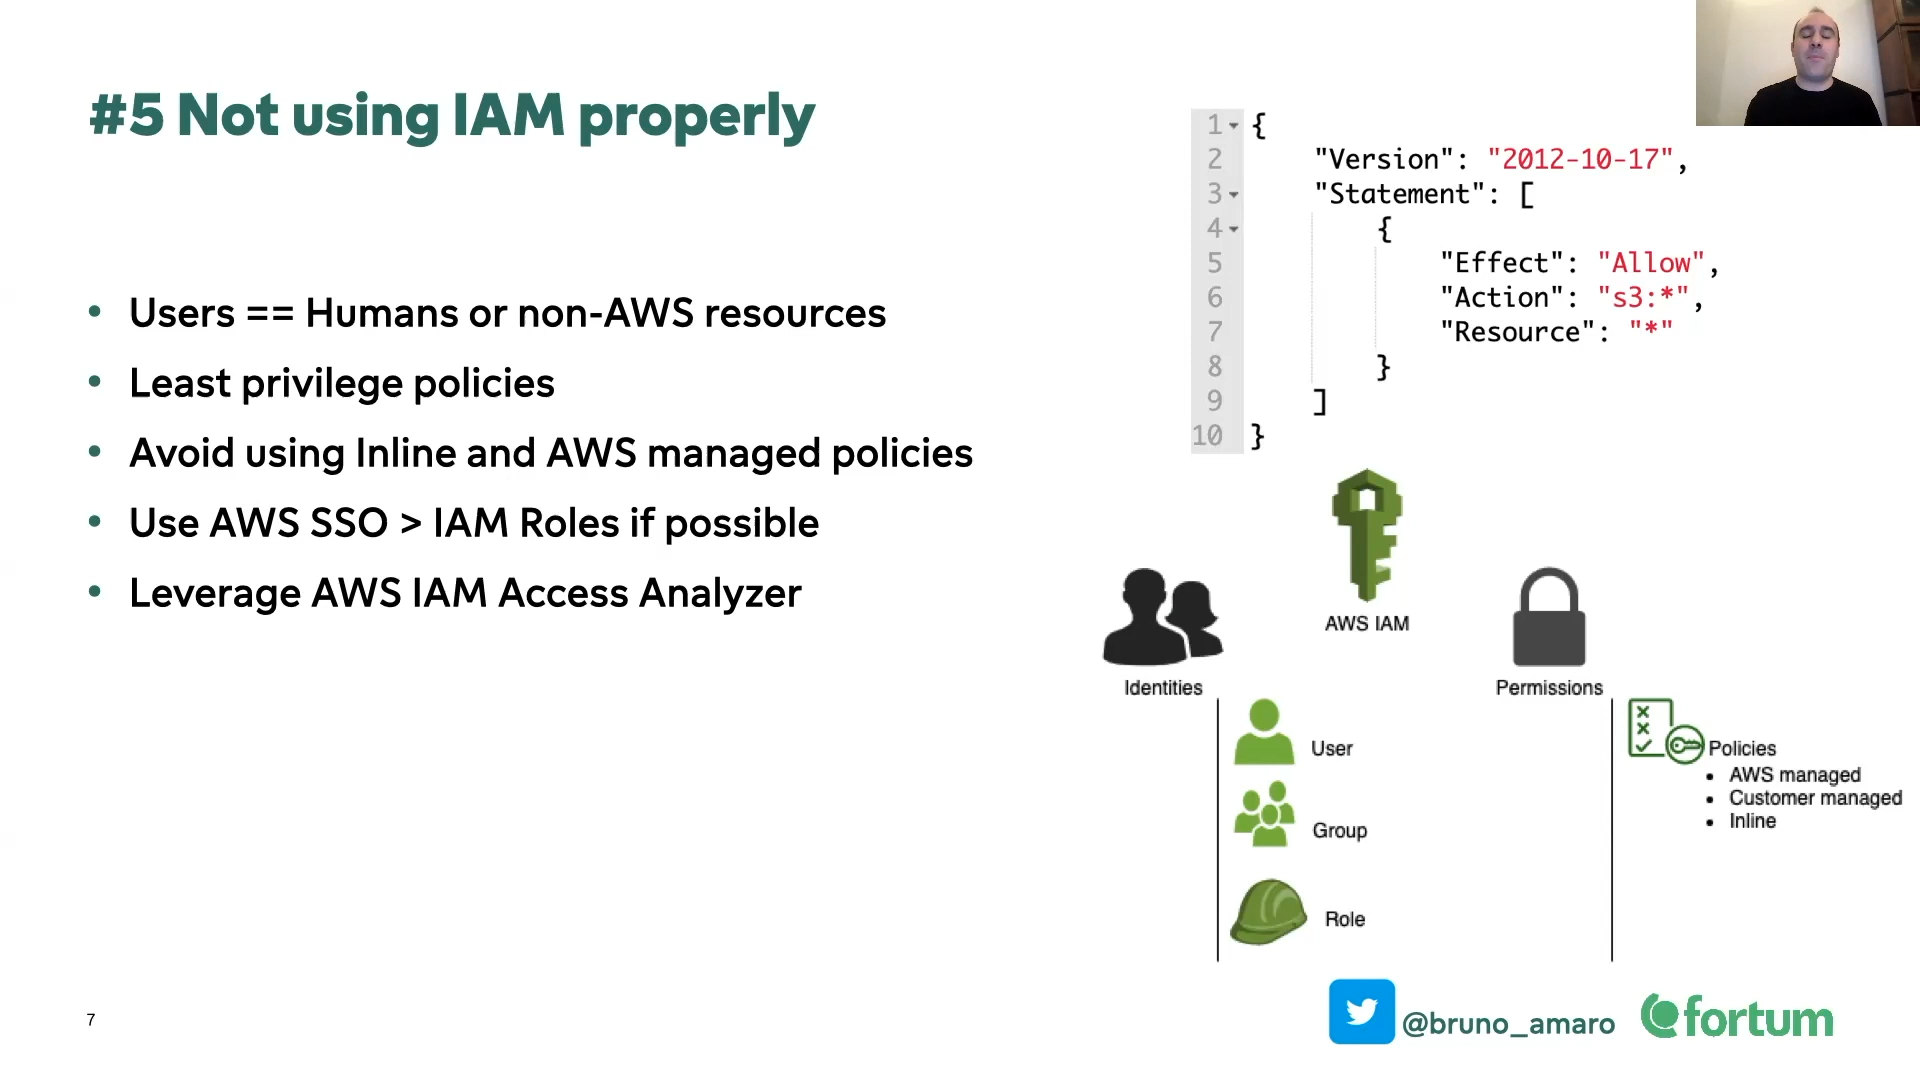 #5 Not using IAM properly
• Users == Humans or non-AWS resources
• Least privilege policies
• Avoid using Inline and AWS managed policies
• Use AWS SSO > IAM Roles if possible
• Leverage AWS IAM Access Analyzer
1 {
2 "Version": "2012-10-17",
3 "Statement": [
4 {
5 "Effect": "Allow",
6 "Action": "s3:*",
7 "Resource": "*"
8 }
9 ]
10 }
AWS IAM
Identities
Permissions
User
Group
Role
Policies
• AWS managed
• Customer managed
• Inline
7
@bruno_amaro
fortum